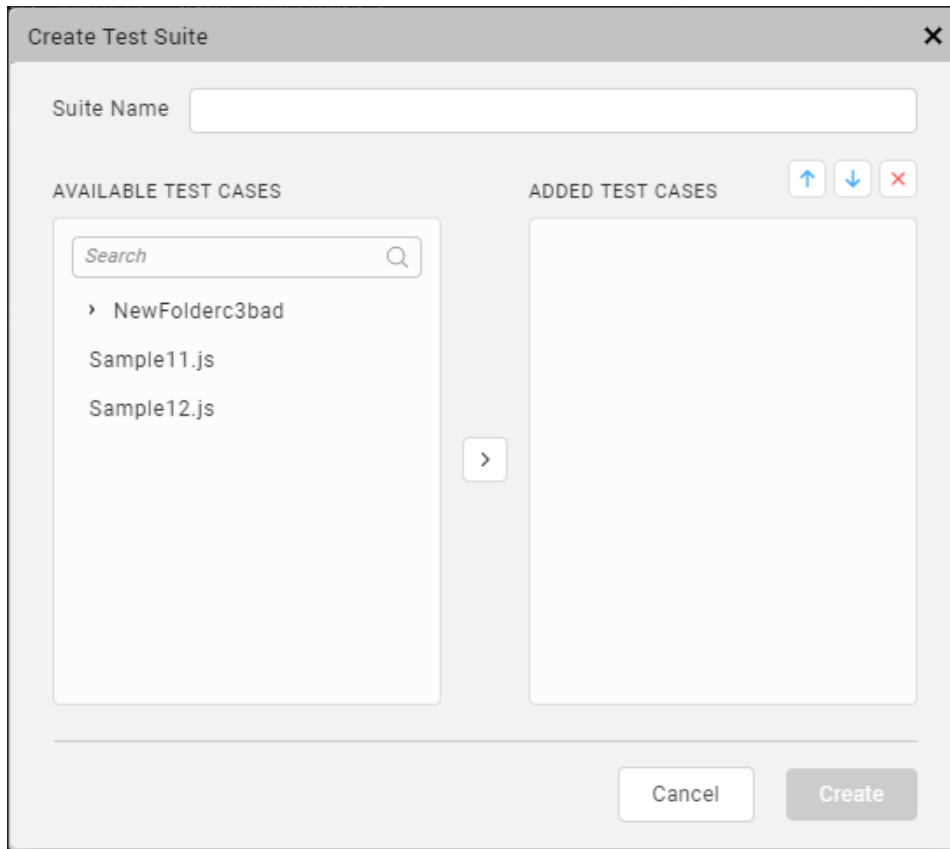 Create Test Suite
Suite Name
AVAILABLE TEST CASES
ADDED TEST CASES
Search
NewFolderc3bad
Sample11.js
Sample12.js
Cancel
Create